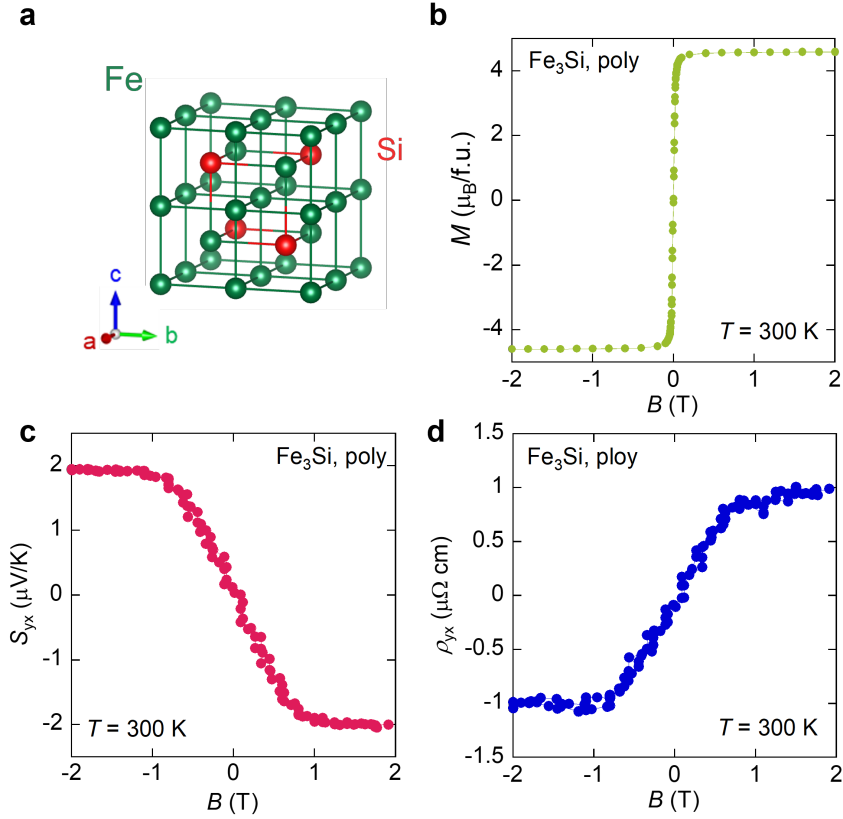 a
Fe
Si
c
a
b
b
Fe₃Si, poly
M (μB/f.u.)
4
2
0
-2
-4
T = 300 K
-2 -1 0 1 2
B (T)
c
Fe₃Si, poly
Syx (μV/K)
2
1
0
-1
-2
T = 300 K
-2 -1 0 1 2
B (T)
d
Fe₃Si, ploy
ρyx (μΩ cm)
1.5
1
0.5
0
-0.5
-1
-1.5
T = 300 K
-2 -1 0 1 2
B (T)